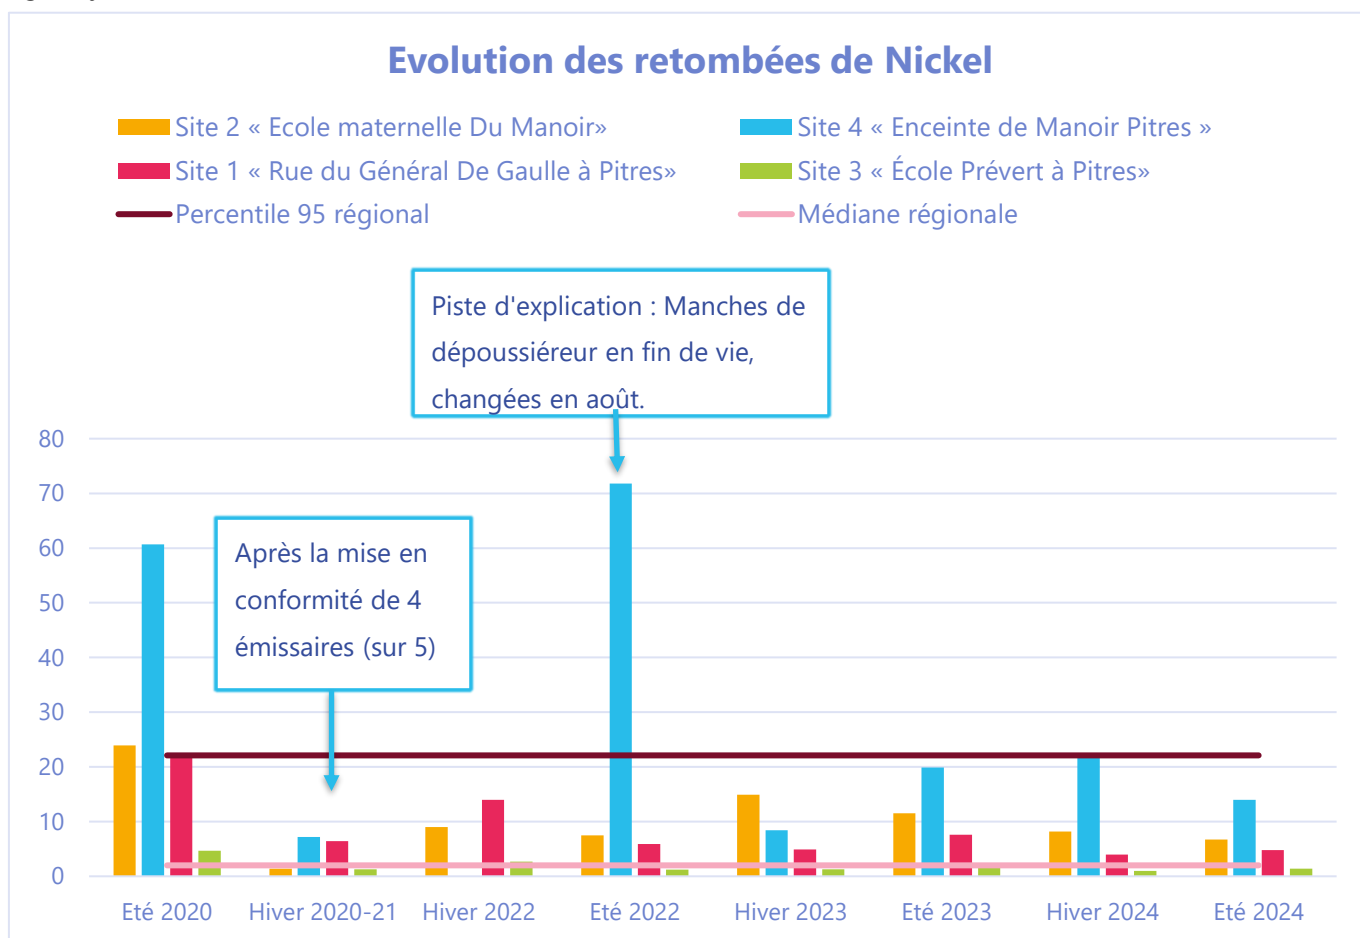 Evolution des retombées de Nickel
Site 2 « Ecole maternelle Du Manoir»
Site 4 « Enceinte de Manoir Pitres »
Site 1 « Rue du Général De Gaulle à Pitres»
Site 3 « École Prévert à Pitres»
Percentile 95 régional
Médiane régionale
Piste d'explication : Manches de
dépoussiéreur en fin de vie,
changées en août.
Après la mise en
conformité de 4
émissaires (sur 5)
80
70
60
50
40
30
20
10
0
Eté 2020
Hiver 2020-21
Hiver 2022
Eté 2022
Hiver 2023
Eté 2023
Hiver 2024
Eté 2024